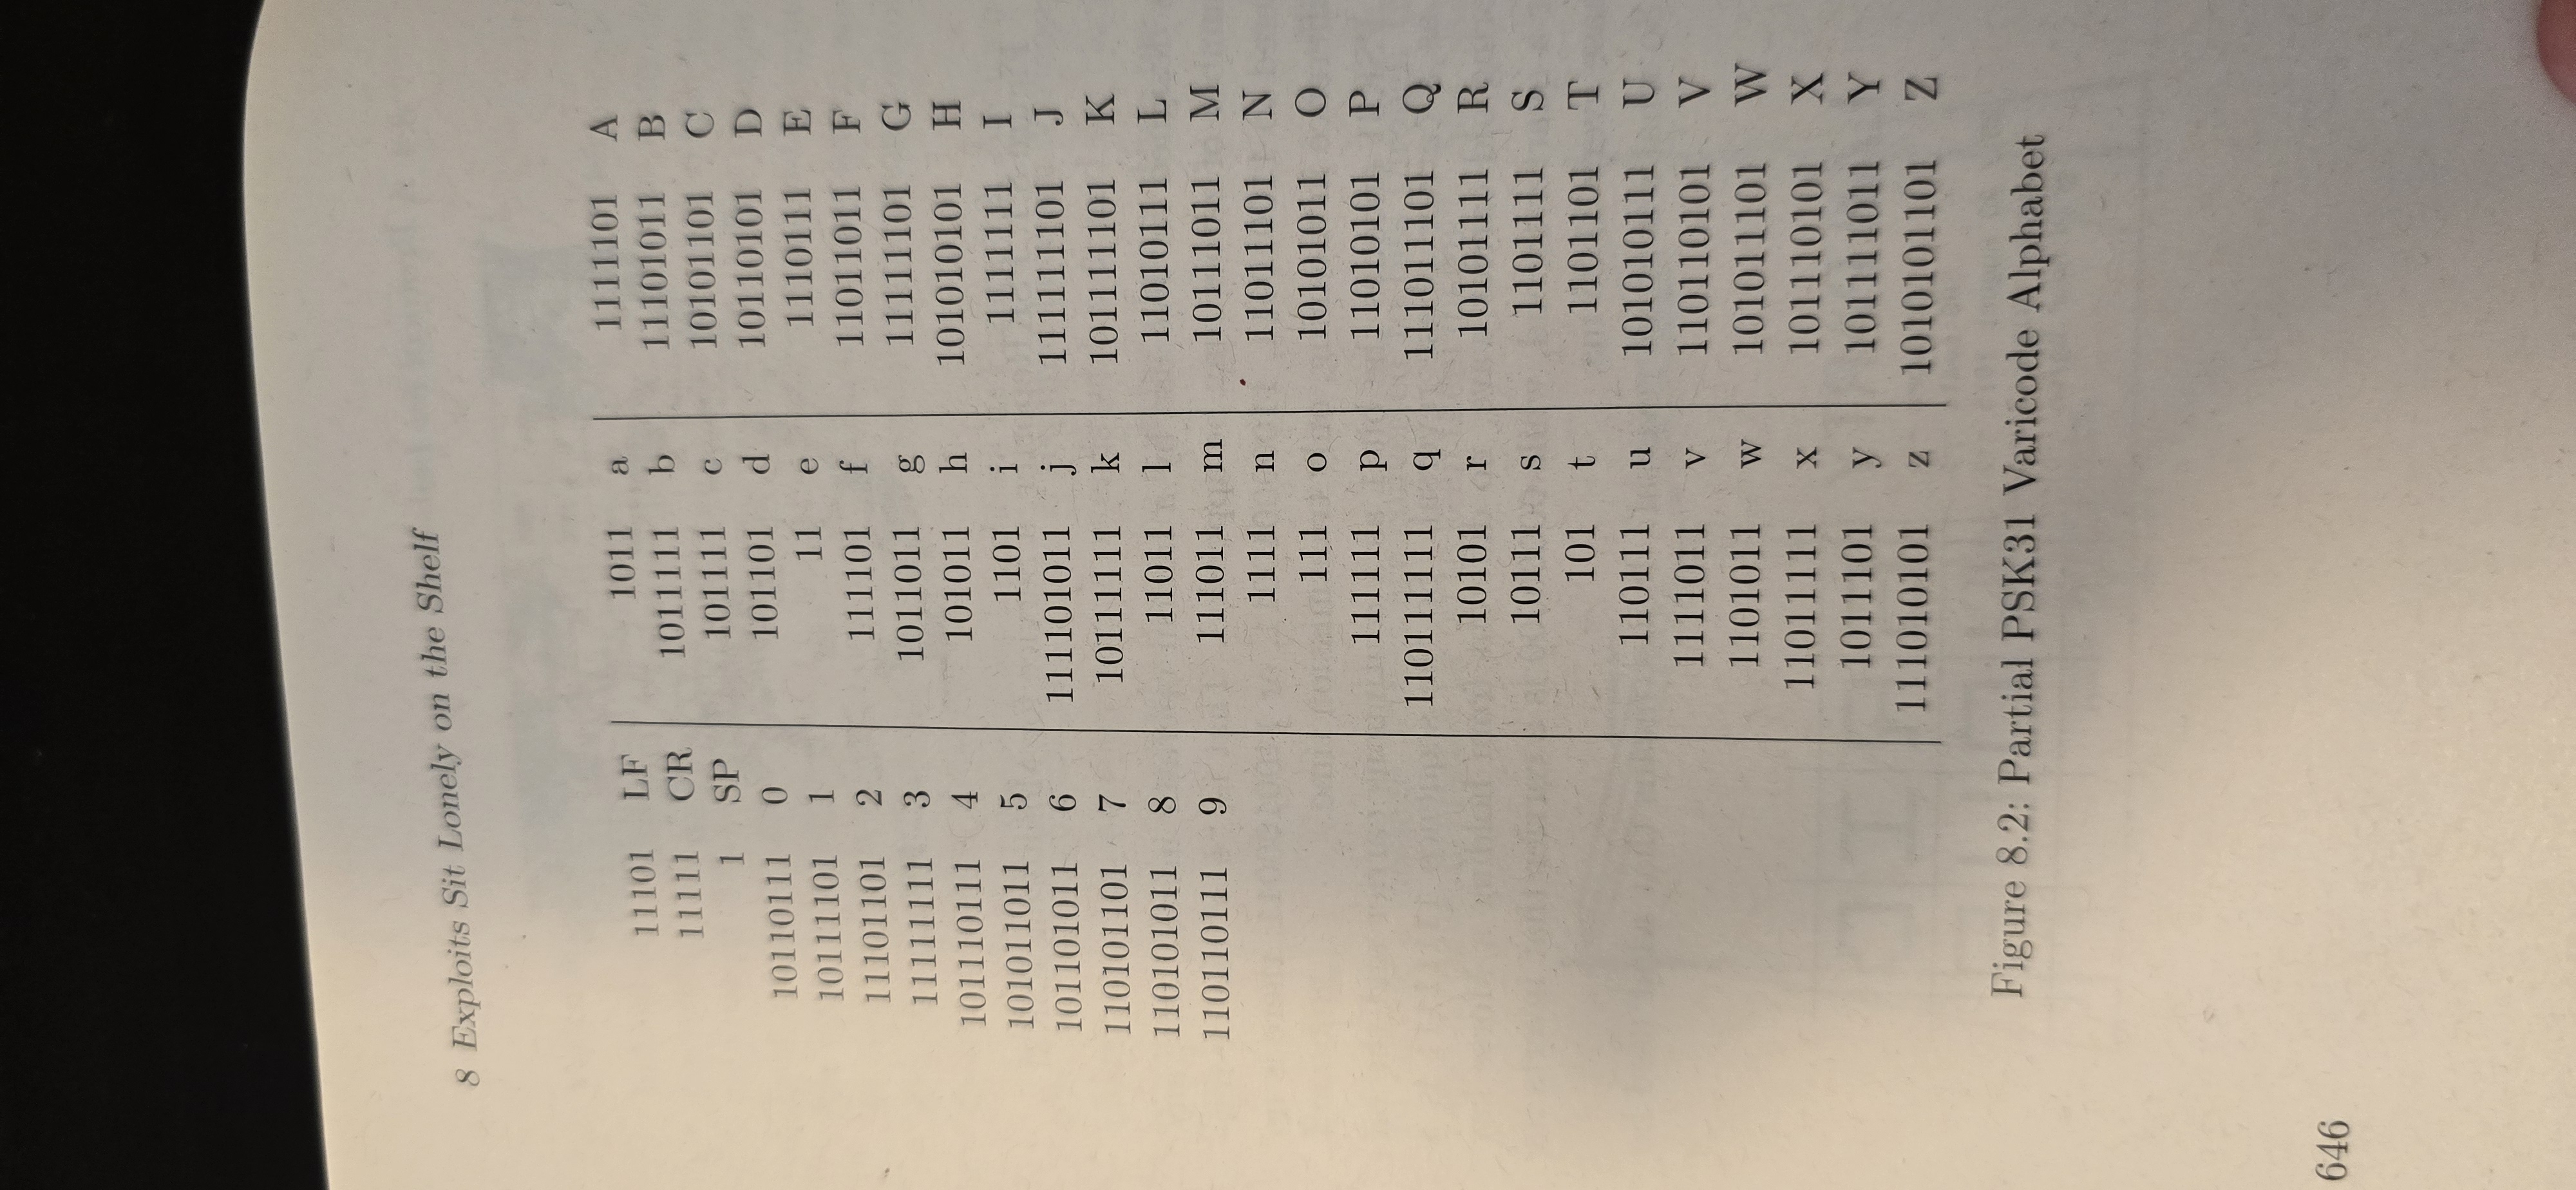 8 Exploits Sit Lonely on the Shelf
11101 LF
11111 CR
1 SP
10110111 0
10111101 1
11101101 2
11111111 3
101110111 4
101011011 5
101101011 6
110101101 7
110101011 8
110110111 9
1011 a
1011111 b
101111 c
101101 d
11 e
111101 f
1011011 g
101011 h
1101 i
111101011 j
10111111 k
11011 l
111011 m
1111 n
111 o
111111 p
110111111 q
10101 r
10111 s
101 t
110111 u
1111011 v
1101011 w
11011111 x
1011101 y
111010101 z
1111101 A
11101011 B
10101101 C
10110101 D
1110111 E
11011011 F
11111101 G
101010101 H
1111111 I
111111101 J
101111101 K
11010111 L
10111011 M
11011101 N
10101011 O
11010101 P
111011101 Q
10101111 R
1101111 S
1101101 T
101010111 U
110110101 V
101011101 W
101110101 X
101111011 Y
1010101101 Z
Figure 8.2: Partial PSK31 Varicode Alphabet
646